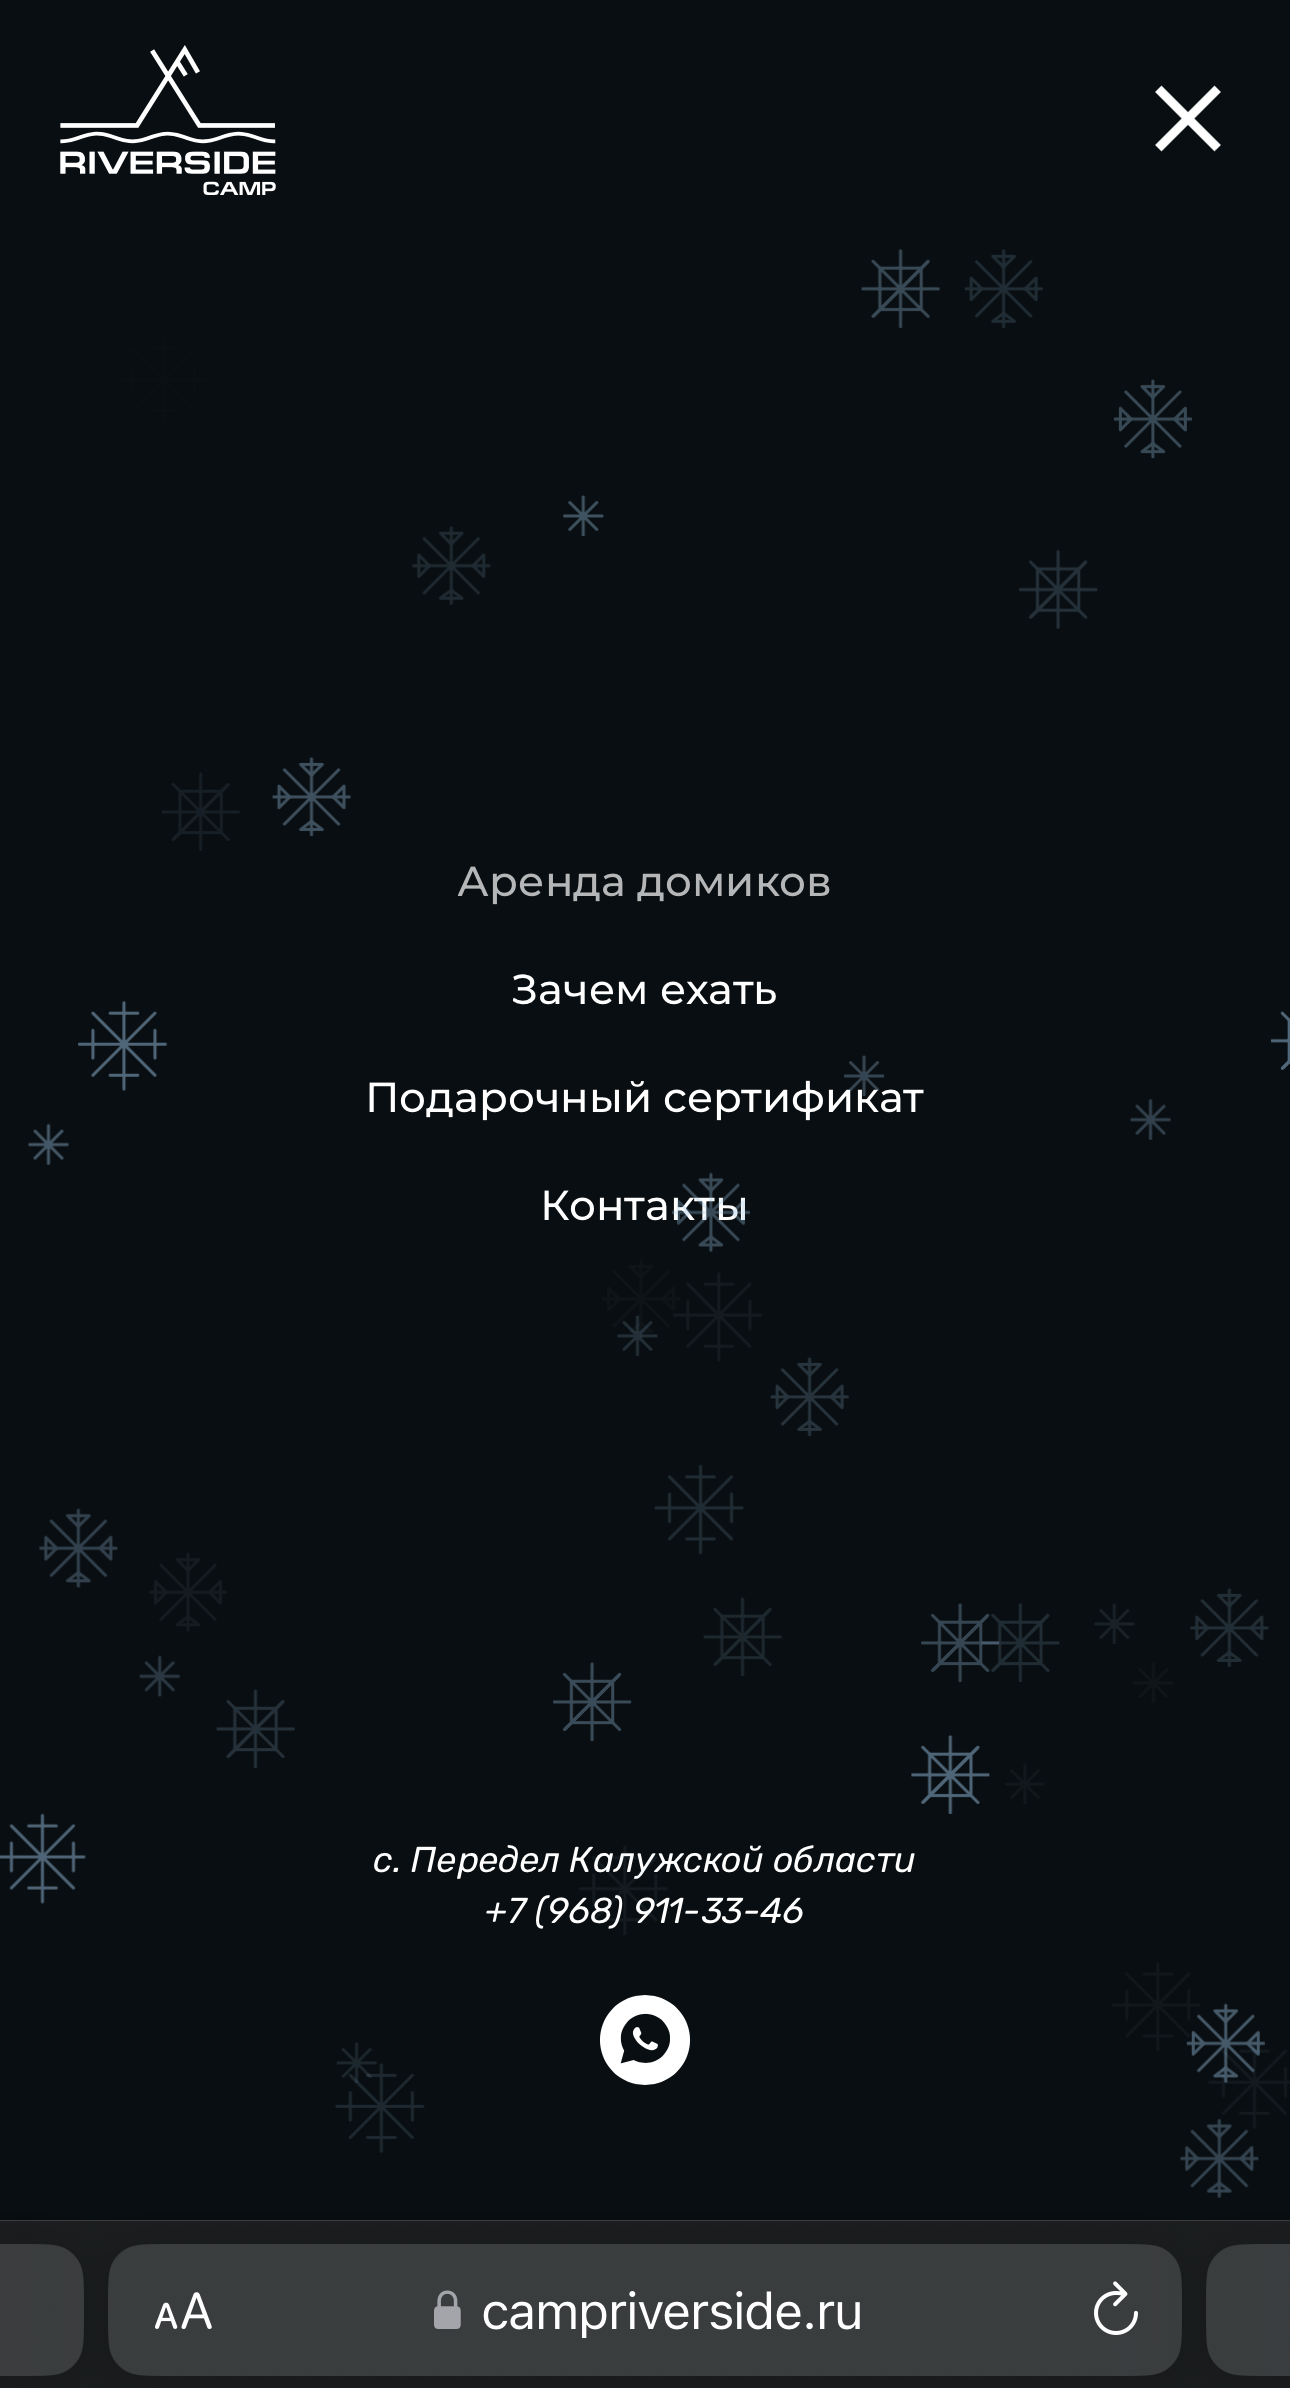 RIVERSIDE
CAMP
Аренда домиков
Зачем ехать
Подарочный сертификат
Контакты
с. Передел Калужской области
+7 (968) 911-33-46
AA campriverside.ru